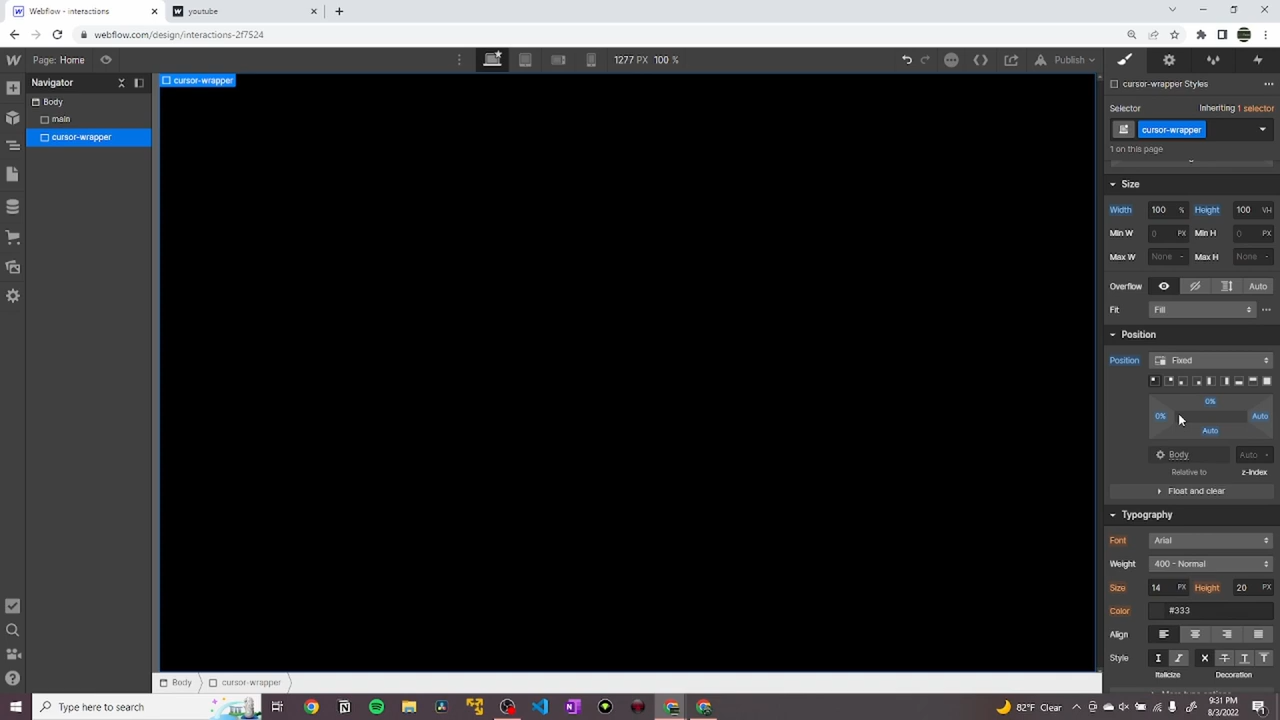 Webflow - interactions
youtube
webflow.com/design/interactions-2f7524
Page: Home
1277 PX 100 %
Publish
Navigator
cursor-wrapper
cursor-wrapper Styles
Body
Selector
Inheriting 1 selector
main
cursor-wrapper
cursor-wrapper
1 on this page
Size
Width 100 % Height 100 VH
Min W 0 PX Min H 0 PX
Max W None - Max H None -
Overflow Auto
Fit Fill
Position
Position Fixed
0%
0% Auto
Auto
Body Auto -
Relative to z-Index
Float and clear
Typography
Font Arial
Weight 400 - Normal
Size 14 PX Height 20 PX
Color #333
Align
Style
Italicize Decoration
Body cursor-wrapper
Type here to search
82°F Clear
9:31 PM
8/3/2022